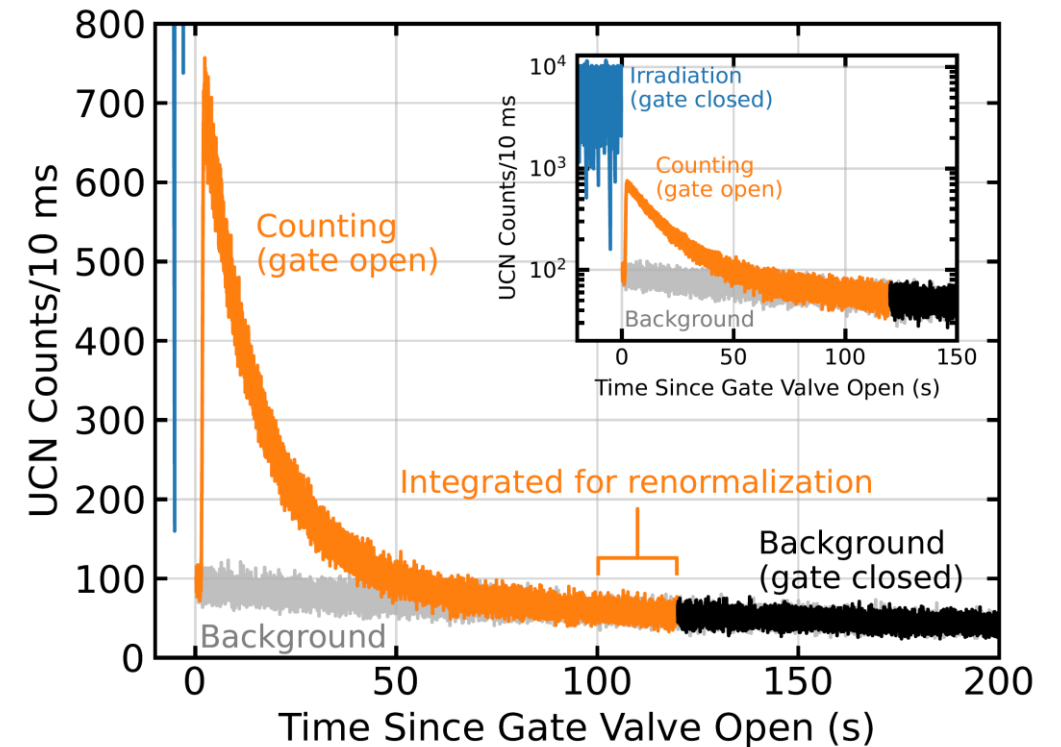 800
700
600
500
400
300
200
100
0
UCN Counts/10 ms
0
50
100
150
200
Time Since Gate Valve Open (s)
Counting
(gate open)
Integrated for renormalization
Background
(gate closed)
Background
10⁴
10³
10²
UCN Counts/10 ms
Irradiation
(gate closed)
Counting
(gate open)
Background
0
50
100
150
Time Since Gate Valve Open (s)